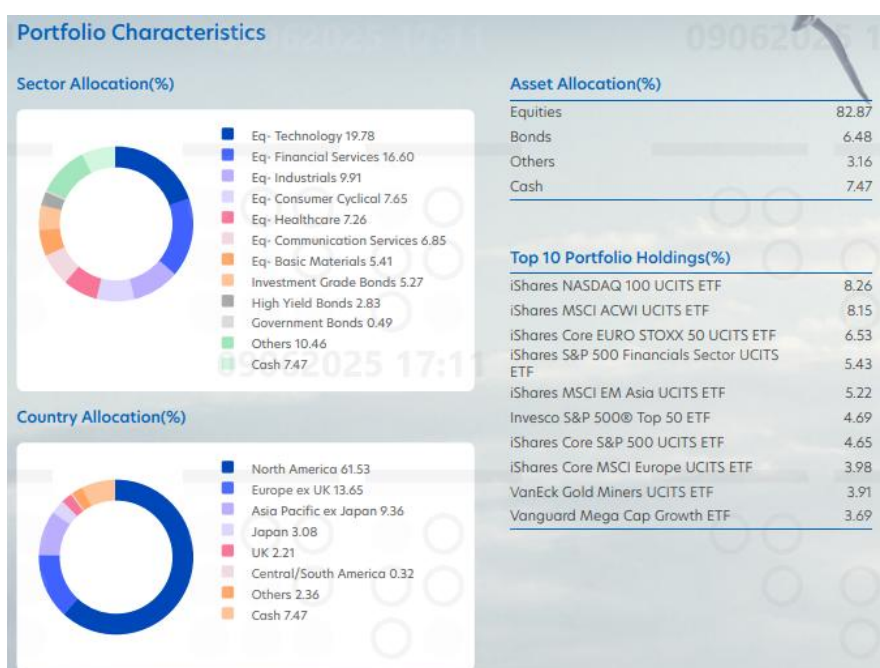 Portfolio Characteristics
09062025 17:11
Sector Allocation(%)
Eq- Technology 19.78
Eq- Financial Services 16.60
Eq- Industrials 9.91
Eq- Consumer Cyclical 7.65
Eq- Healthcare 7.26
Eq- Communication Services 6.85
Eq- Basic Materials 5.41
Investment Grade Bonds 5.27
High Yield Bonds 2.83
Government Bonds 0.49
Others 10.46
Cash 7.47
09062025 17:11
Country Allocation(%)
North America 61.53
Europe ex UK 13.65
Asia Pacific ex Japan 9.36
Japan 3.08
UK 2.21
Central/South America 0.32
Others 2.36
Cash 7.47
09062025 1
Asset Allocation(%)
Equities 82.87
Bonds 6.48
Others 3.16
Cash 7.47
Top 10 Portfolio Holdings(%)
iShares NASDAQ 100 UCITS ETF 8.26
iShares MSCI ACWI UCITS ETF 8.15
iShares Core EURO STOXX 50 UCITS ETF 6.53
iShares S&P 500 Financials Sector UCITS
ETF 5.43
iShares MSCI EM Asia UCITS ETF 5.22
Invesco S&P 500® Top 50 ETF 4.69
iShares Core S&P 500 UCITS ETF 4.65
iShares Core MSCI Europe UCITS ETF 3.98
VanEck Gold Miners UCITS ETF 3.91
Vanguard Mega Cap Growth ETF 3.69